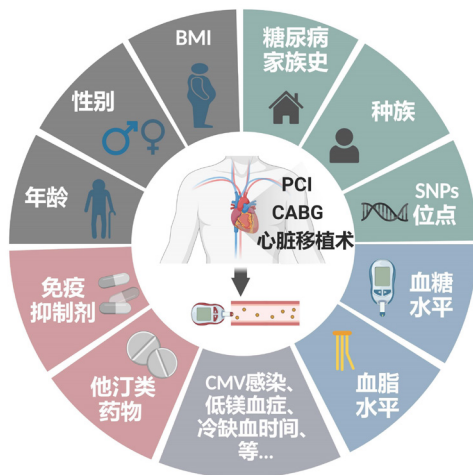 BMI
糖尿病
家族史
种族
SNPs
位点
血糖
水平
血脂
水平
CMV感染、
低镁血症、
冷缺血时间、
等...
他汀类
药物
免疫
抑制剂
年龄
性别
PCI
CABG
心脏移植术